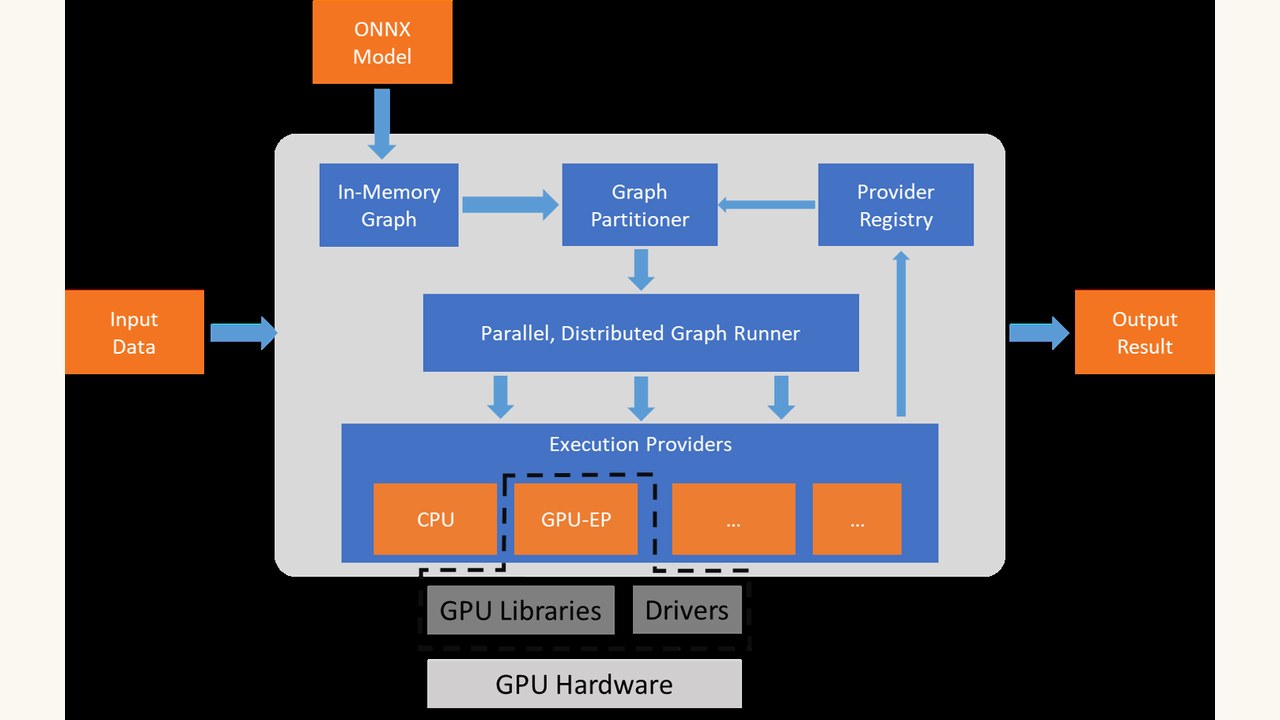 ONNX
Model
In-Memory
Graph
Graph
Partitioner
Provider
Registry
Input
Data
Parallel, Distributed Graph Runner
Output
Result
Execution Providers
CPU
GPU-EP
...
...
GPU Libraries
Drivers
GPU Hardware